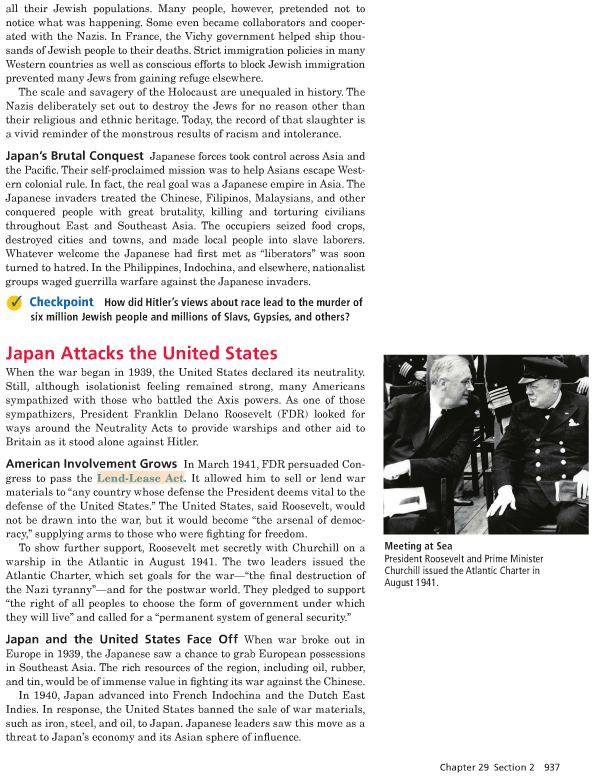 all their Jewish populations. Many people, however, pretended not to
notice what was happening. Some even became collaborators and cooper-
ated with the Nazis. In France, the Vichy government helped ship thou-
sands of Jewish people to their deaths. Strict immigration policies in many
Western countries as well as conscious efforts to block Jewish immigration
prevented many Jews from gaining refuge elsewhere.
The scale and savagery of the Holocaust are unequaled in history. The
Nazis deliberately set out to destroy the Jews for no reason other than
their religious and ethnic heritage. Today, the record of that slaughter is
a vivid reminder of the monstrous results of racism and intolerance.
Japan's Brutal Conquest Japanese forces took control across Asia and
the Pacific. Their self-proclaimed mission was to help Asians escape West-
ern colonial rule. In fact, the real goal was a Japanese empire in Asia. The
Japanese invaders treated the Chinese, Filipinos, Malaysians, and other
conquered people with great brutality, killing and torturing civilians
throughout East and Southeast Asia. The occupiers seized food crops,
destroyed cities and towns, and made local people into slave laborers.
Whatever welcome the Japanese had first met as "liberators" was soon
turned to hatred. In the Philippines, Indochina, and elsewhere, nationalist
groups waged guerrilla warfare against the Japanese invaders.
✓ Checkpoint How did Hitler's views about race lead to the murder of
six million Jewish people and millions of Slavs, Gypsies, and others?
Japan Attacks the United States
When the war began in 1939, the United States declared its neutrality.
Still, although isolationist feeling remained strong, many Americans
sympathized with those who battled the Axis powers. As one of those
sympathizers, President Franklin Delano Roosevelt (FDR) looked for
ways around the Neutrality Acts to provide warships and other aid to
Britain as it stood alone against Hitler.
American Involvement Grows In March 1941, FDR persuaded Con-
gress to pass the Lend-Lease Act. It allowed him to sell or lend war
materials to "any country whose defense the President deems vital to the
defense of the United States." The United States, said Roosevelt, would
not be drawn into the war, but it would become "the arsenal of democ-
racy," supplying arms to those who were fighting for freedom.
To show further support, Roosevelt met secretly with Churchill on a
warship in the Atlantic in August 1941. The two leaders issued the
Atlantic Charter, which set goals for the war—"the final destruction of
the Nazi tyranny"—and for the postwar world. They pledged to support
"the right of all peoples to choose the form of government under which
they will live" and called for a "permanent system of general security."
Japan and the United States Face Off When war broke out in
Europe in 1939, the Japanese saw a chance to grab European possessions
in Southeast Asia. The rich resources of the region, including oil, rubber,
and tin, would be of immense value in fighting its war against the Chinese.
In 1940, Japan advanced into French Indochina and the Dutch East
Indies. In response, the United States banned the sale of war materials,
such as iron, steel, and oil, to Japan. Japanese leaders saw this move as a
threat to Japan's economy and its Asian sphere of influence.
Meeting at Sea
President Roosevelt and Prime Minister
Churchill issued the Atlantic Charter in
August 1941.
Chapter 29 Section 2 937